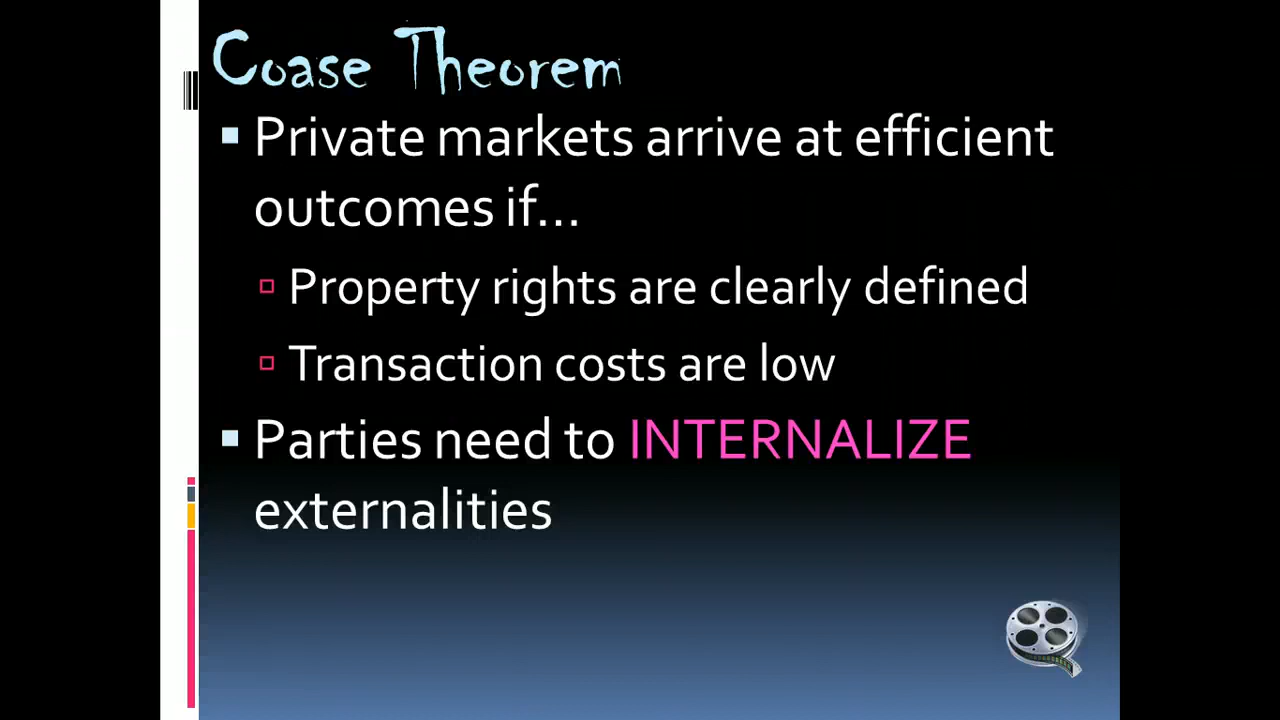 Coase Theorem
Private markets arrive at efficient
outcomes if...
Property rights are clearly defined
Transaction costs are low
Parties need to INTERNALIZE
externalities